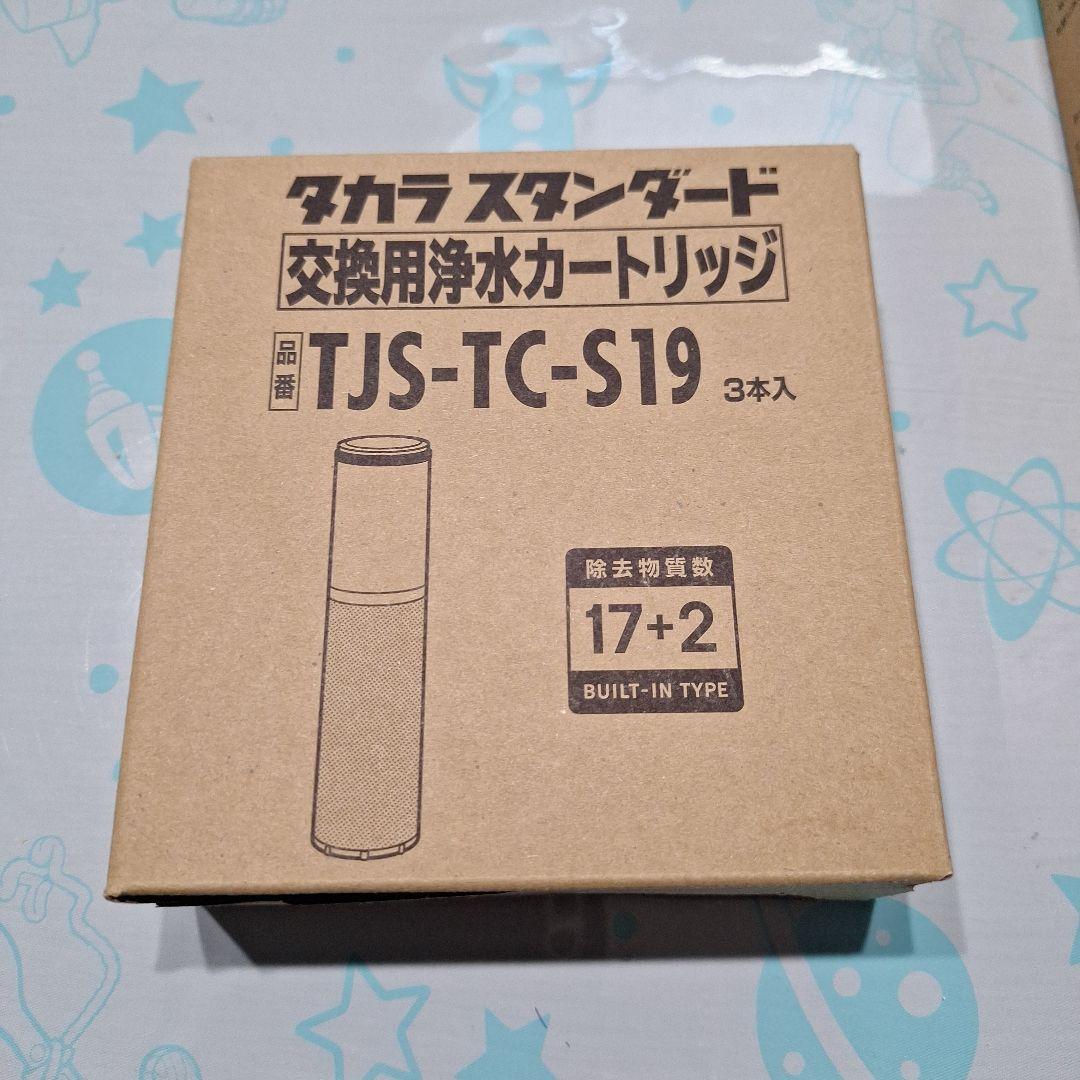 タカラスタンダード
交換用浄水カートリッジ
品番 TJS-TC-S19 3本入
除去物質数
17+2
BUILT-IN TYPE